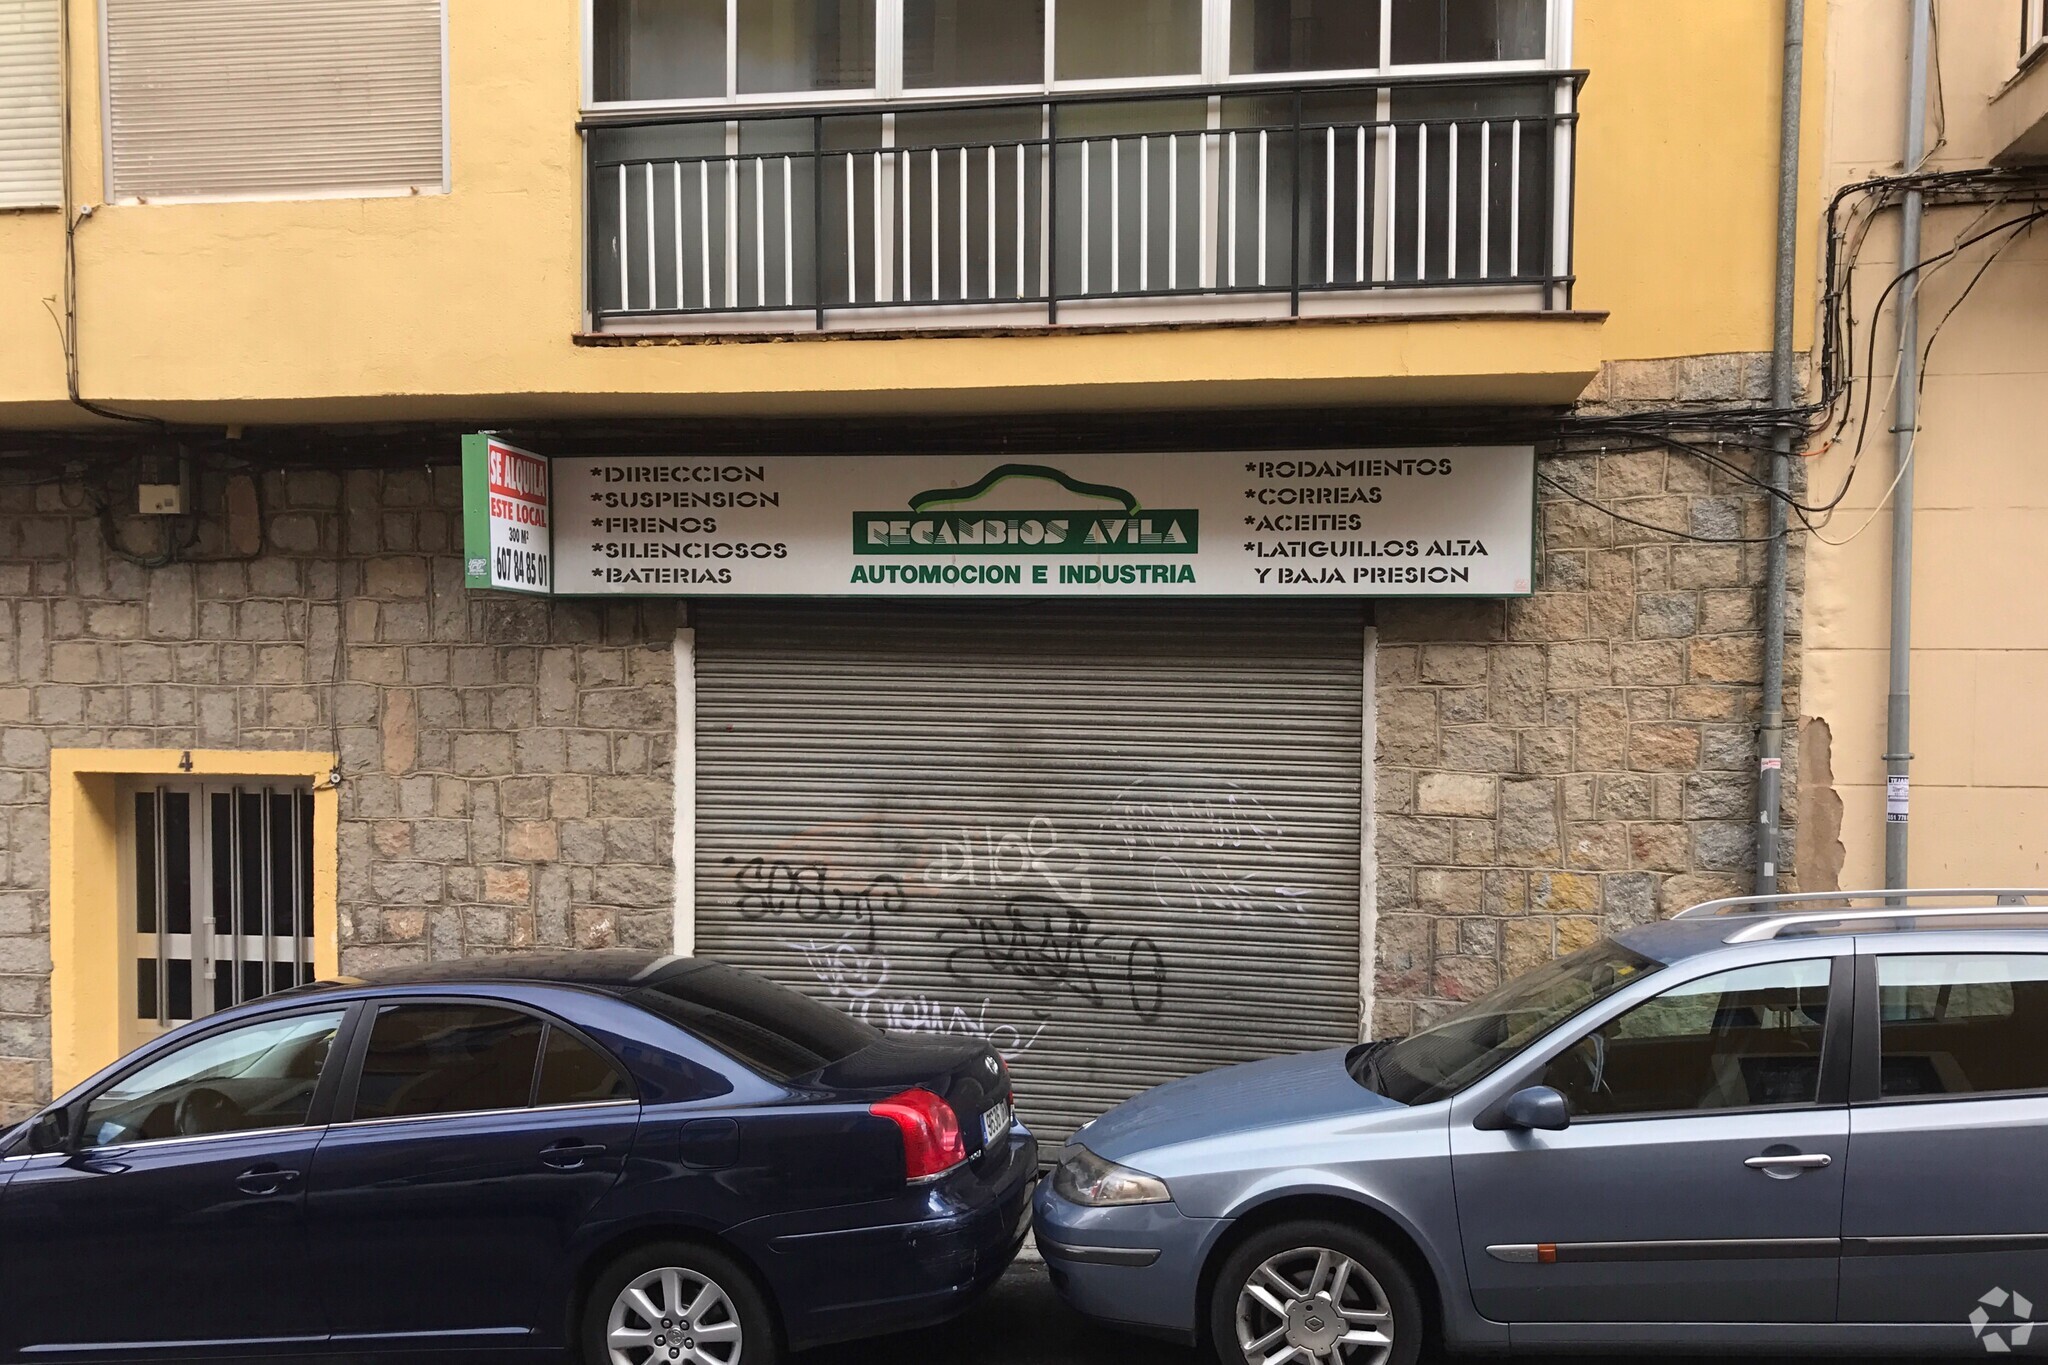 SE ALQUILA
ESTE LOCAL
300 M²
607 84 85 01
*DIRECCION
*SUSPENSION
*FRENOS
*SILENCIOSOS
*BATERIAS
RECAMBIOS AVILA
AUTOMOCION E INDUSTRIA
*RODAMIENTOS
*CORREAS
*ACEITES
*LATIGUILLOS ALTA
Y BAJA PRESION
4